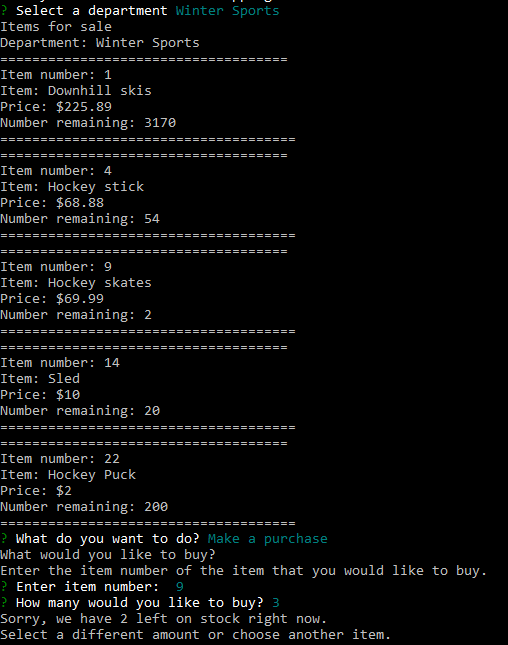 ? Select a department Winter Sports
Items for sale
Department: Winter Sports
====================================
Item number: 1
Item: Downhill skis
Price: $225.89
Number remaining: 3170
=====================================
====================================
Item number: 4
Item: Hockey stick
Price: $68.88
Number remaining: 54
=====================================
====================================
Item number: 9
Item: Hockey skates
Price: $69.99
Number remaining: 2
=====================================
====================================
Item number: 14
Item: Sled
Price: $10
Number remaining: 20
=====================================
====================================
Item number: 22
Item: Hockey Puck
Price: $2
Number remaining: 200
=====================================
? What do you want to do? Make a purchase
What would you like to buy?
Enter the item number of the item that you would like to buy.
? Enter item number:  9
? How many would you like to buy? 3
Sorry, we have 2 left on stock right now.
Select a different amount or choose another item.